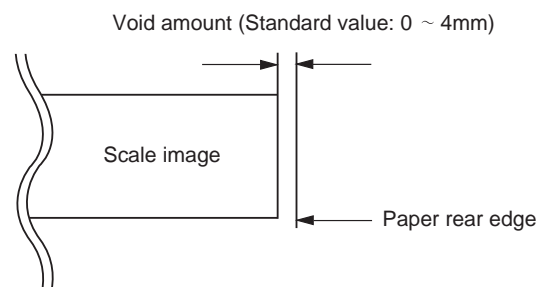 Void amount (Standard value: 0 ~ 4mm)
Scale image
Paper rear edge